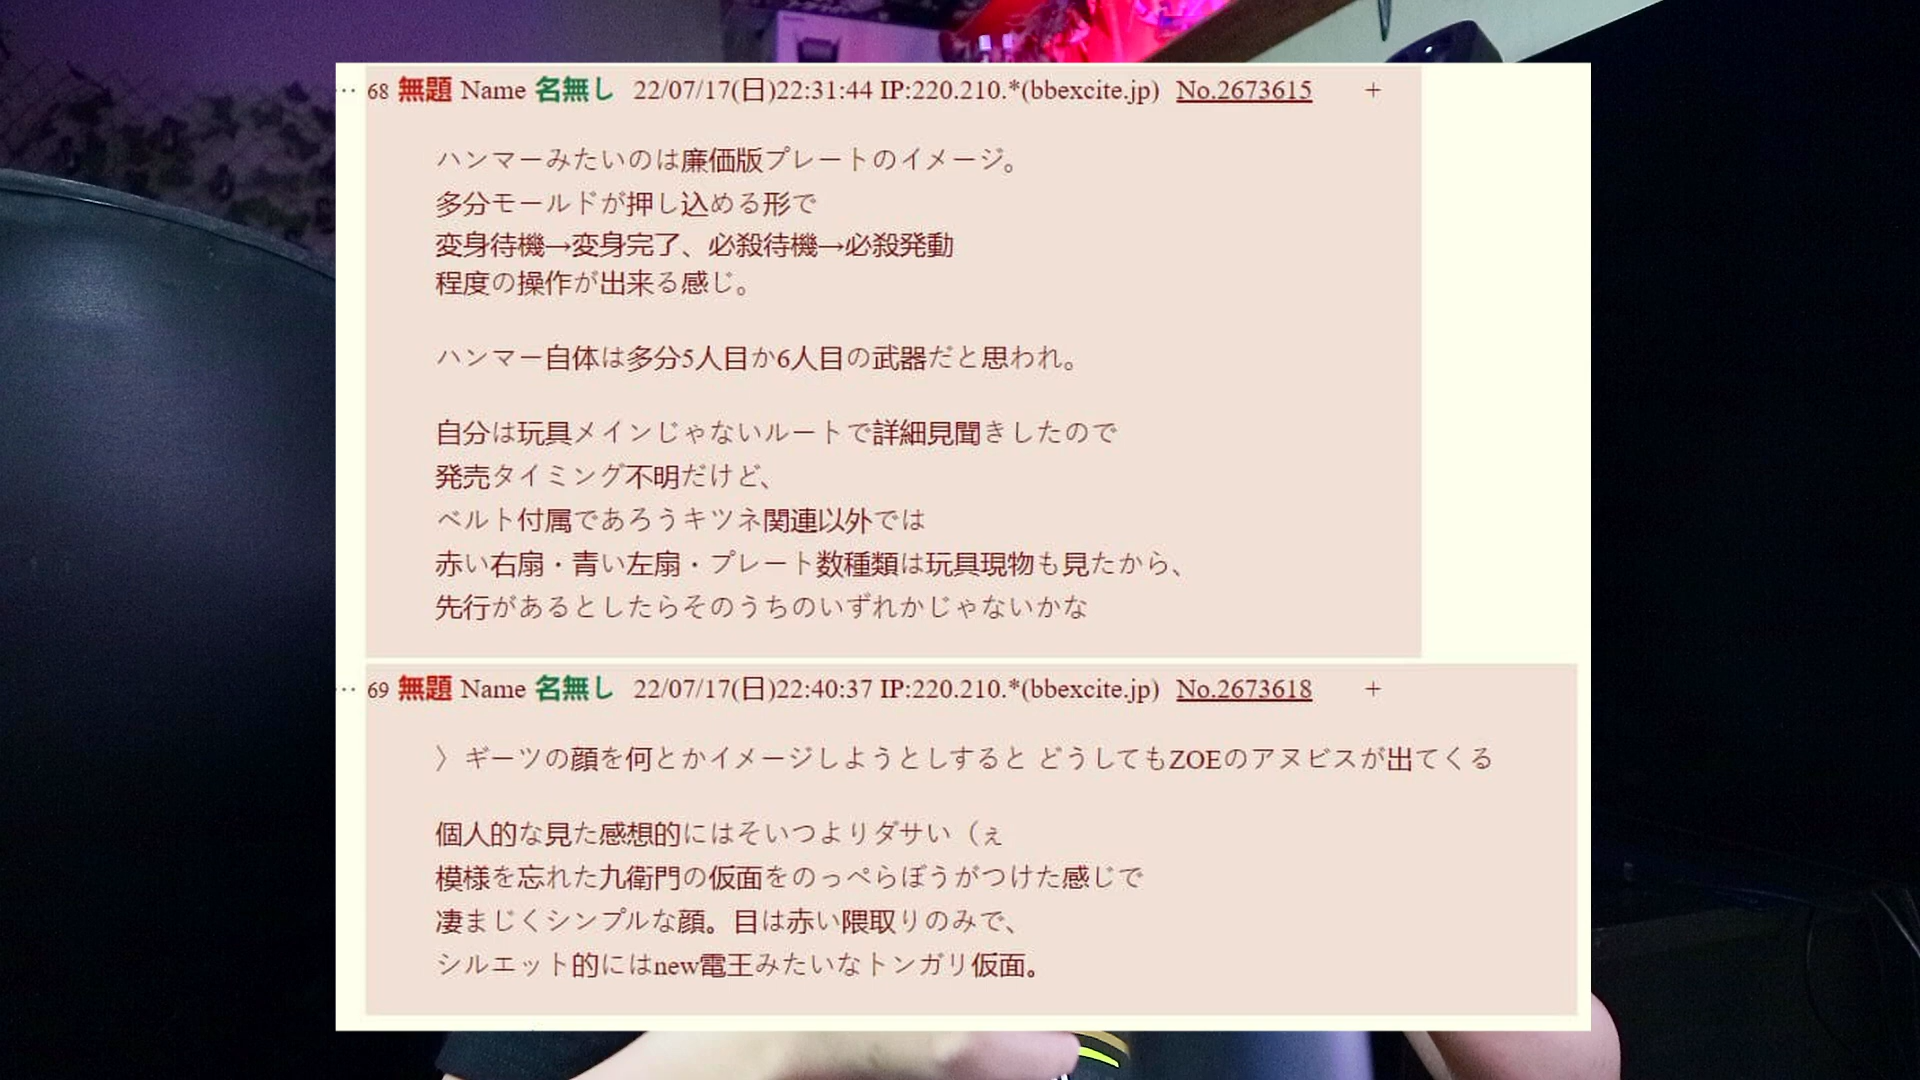 … 68 無題 Name 名無し 22/07/17(日)22:31:44 IP:220.210.*(bbexcite.jp) No.2673615 +
ハンマーみたいのは廉価版プレートのイメージ。
多分モールドが押し込める形で
変身待機→変身完了、必殺待機→必殺発動
程度の操作が出来る感じ。
ハンマー自体は多分5人目か6人目の武器だと思われ。
自分は玩具メインじゃないルートで詳細見聞きしたので
発売タイミング不明だけど、
ベルト付属であろうキツネ関連以外では
赤い右扇・青い左扇・プレート数種類は玩具現物も見たから、
先行があるとしたらそのうちのいずれかじゃないかな
… 69 無題 Name 名無し 22/07/17(日)22:40:37 IP:220.210.*(bbexcite.jp) No.2673618 +
〉ギーツの顔を何とかイメージしようとしすると どうしてもZOEのアヌビスが出てくる
個人的な見た感想的にはそいつよりダサい（ぇ
模様を忘れた九衛門の仮面をのっぺらぼうがつけた感じで
凄まじくシンプルな顔。目は赤い隈取りのみで、
シルエット的にはnew電王みたいなトンガリ仮面。